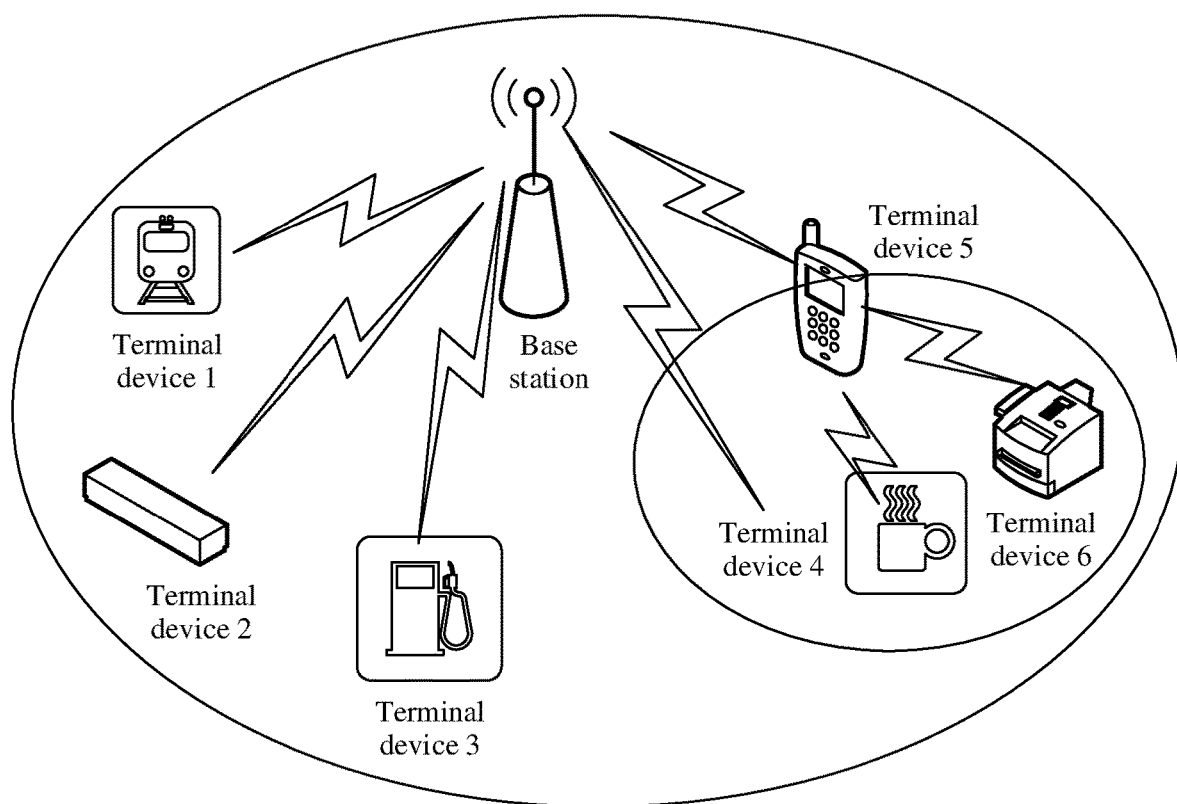 Terminal
device 5
Terminal
device 1
Base
station
Terminal
device 4
Terminal
device 6
Terminal
device 2
Terminal
device 3